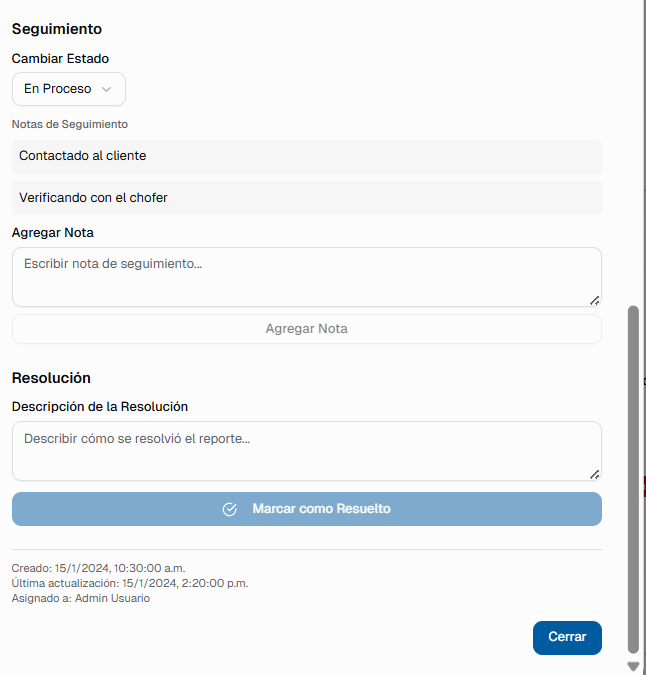 Seguimiento
Cambiar Estado
En Proceso
Notas de Seguimiento
Contactado al cliente
Verificando con el chofer
Agregar Nota
Escribir nota de seguimiento...
Agregar Nota
Resolución
Descripción de la Resolución
Describir cómo se resolvió el reporte...
Marcar como Resuelto
Creado: 15/1/2024, 10:30:00 a.m.
Última actualización: 15/1/2024, 2:20:00 p.m.
Asignado a: Admin Usuario
Cerrar